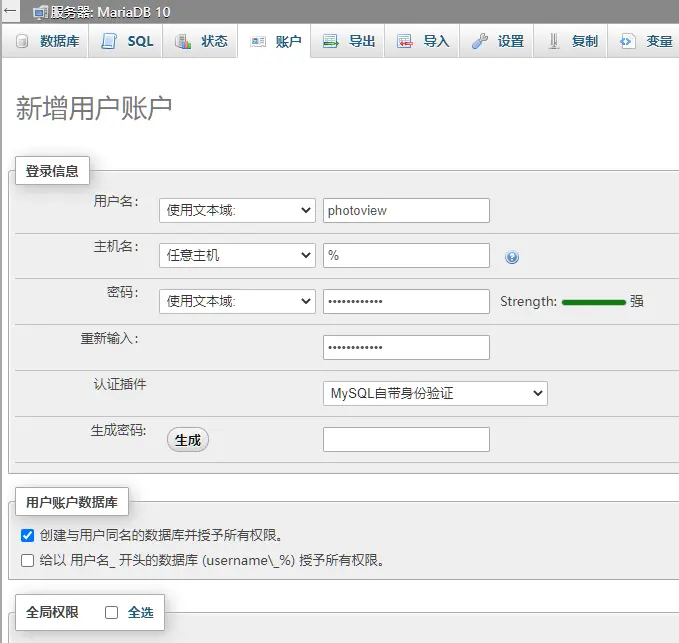 服务器: MariaDB 10
数据库 SQL 状态 账户 导出 导入 设置 复制 变量
新增用户账户
登录信息
用户名: 使用文本域: photoview
主机名: 任意主机 %
密码: 使用文本域: •••••••••••• Strength: 强
重新输入: ••••••••••••
认证插件 MySQL自带身份验证
生成密码: 生成
用户账户数据库
创建与用户同名的数据库并授予所有权限。
给以 用户名_ 开头的数据库 (username\_%) 授予所有权限。
全局权限 全选